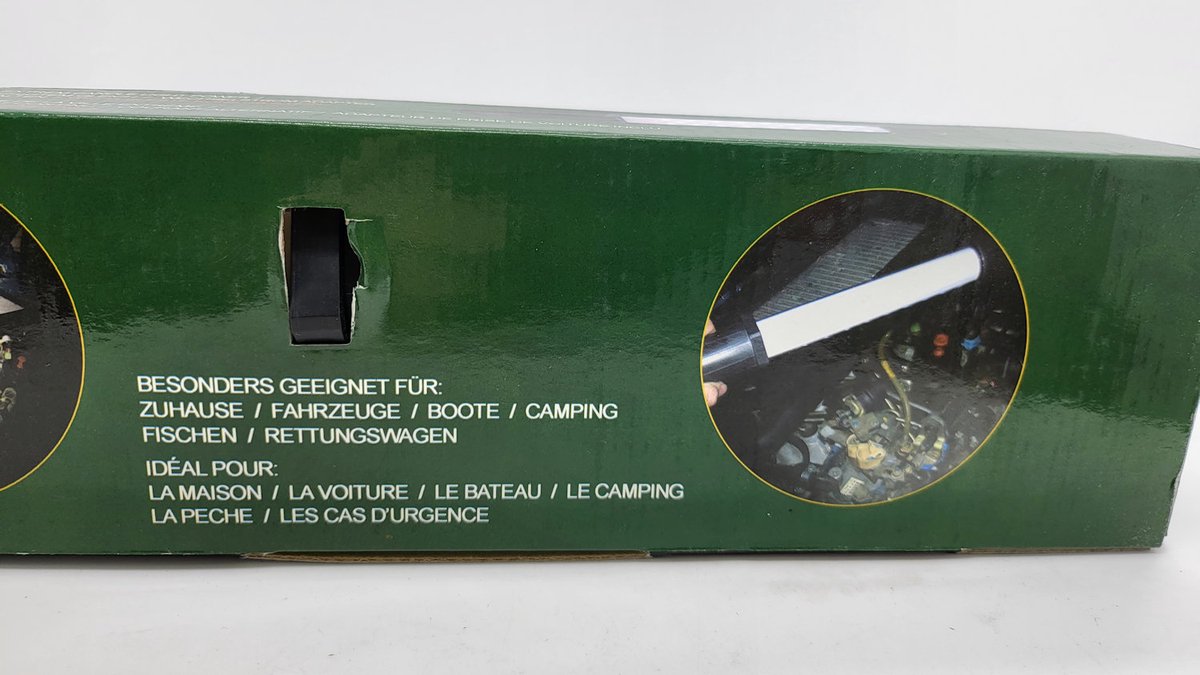 BESONDERS GEEIGNET FÜR:
ZUHAUSE / FAHRZEUGE / BOOTE / CAMPING
FISCHEN / RETTUNGSWAGEN
IDÉAL POUR:
LA MAISON / LA VOITURE / LE BATEAU / LE CAMPING
LA PECHE / LES CAS D'URGENCE